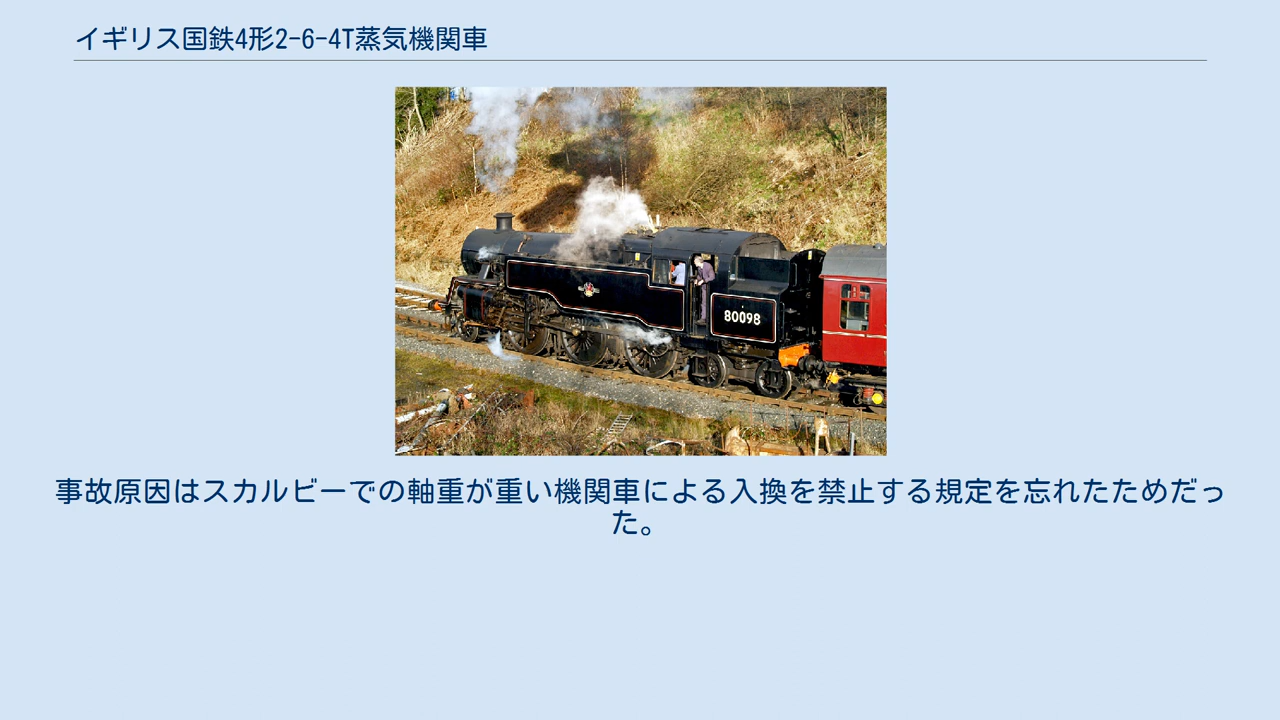 イギリス国鉄4形2-6-4T蒸気機関車
80098
事故原因はスカルビーでの軸重が重い機関車による入換を禁止する規定を忘れたためだっ
た。